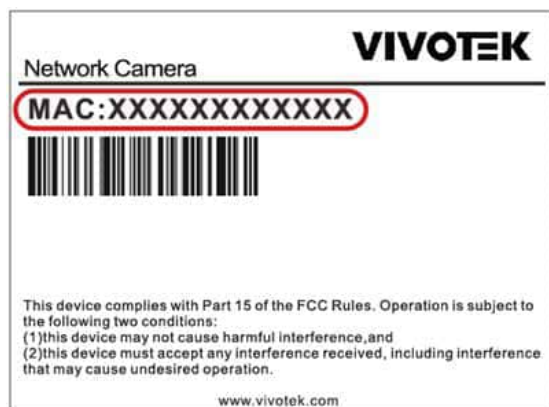 VIVOTEK
Network Camera
MAC:XXXXXXXXXXXX
This device complies with Part 15 of the FCC Rules. Operation is subject to
the following two conditions:
(1)this device may not cause harmful interference,and
(2)this device must accept any interference received, including interference
that may cause undesired operation.
www.vivotek.com